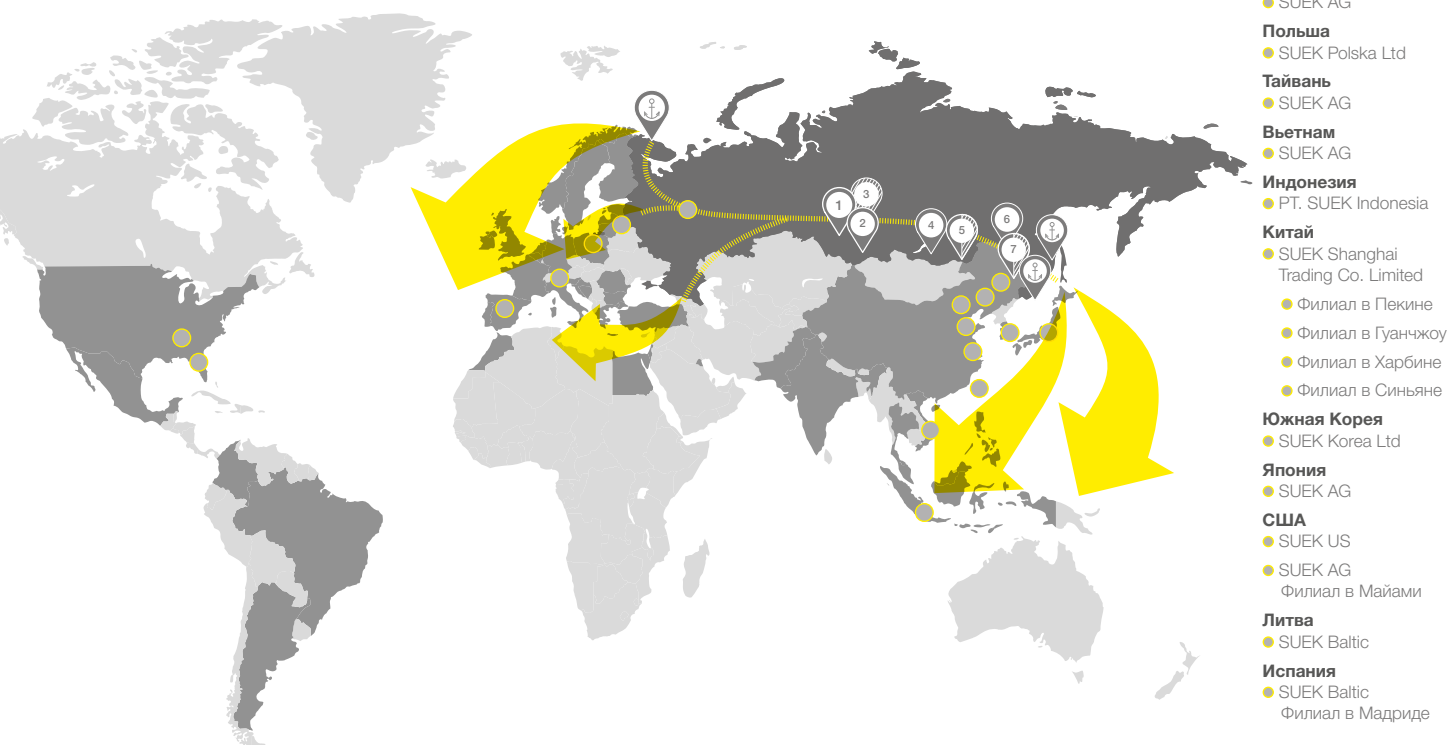 SUEK AG
Польша
SUEK Polska Ltd
Тайвань
SUEK AG
Вьетнам
SUEK AG
Индонезия
PT. SUEK Indonesia
Китай
SUEK Shanghai
Trading Co. Limited
Филиал в Пекине
Филиал в Гуанчжоу
Филиал в Харбине
Филиал в Синьяне
Южная Корея
SUEK Korea Ltd
Япония
SUEK AG
США
SUEK US
SUEK AG
Филиал в Майами
Литва
SUEK Baltic
Испания
SUEK Baltic
Филиал в Мадриде
1
3
2
4
5
6
7